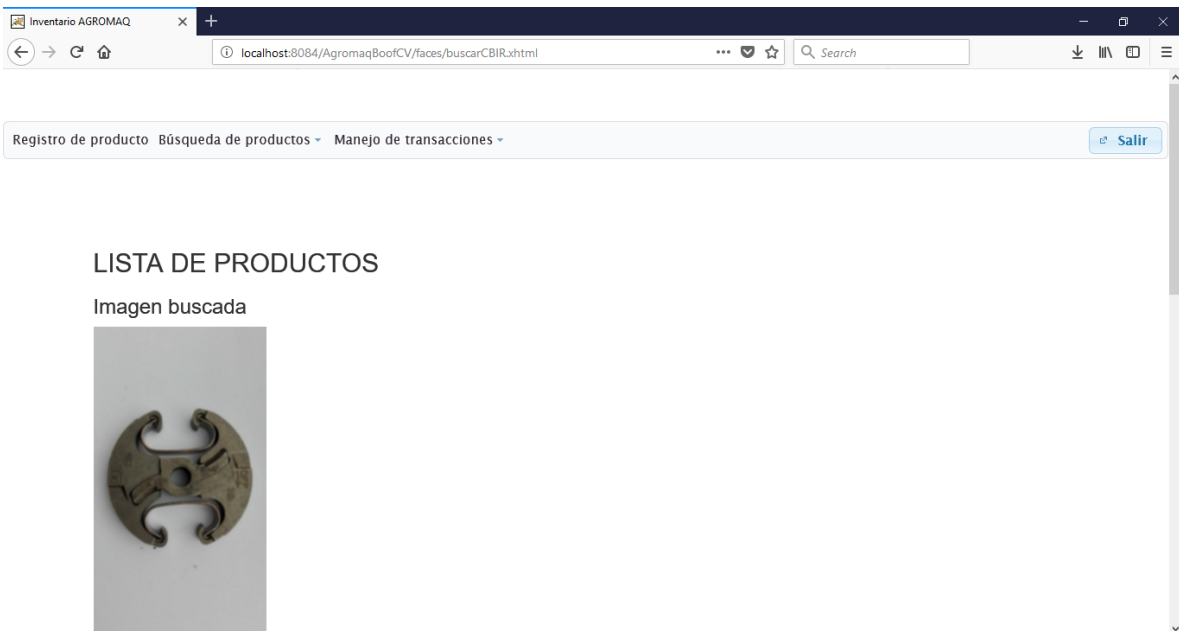 Inventario AGROMAQ
localhost:8084/AgromaqBoofCV/faces/buscarCBIR.xhtml
Search
Registro de producto Búsqueda de productos Manejo de transacciones Salir
LISTA DE PRODUCTOS
Imagen buscada